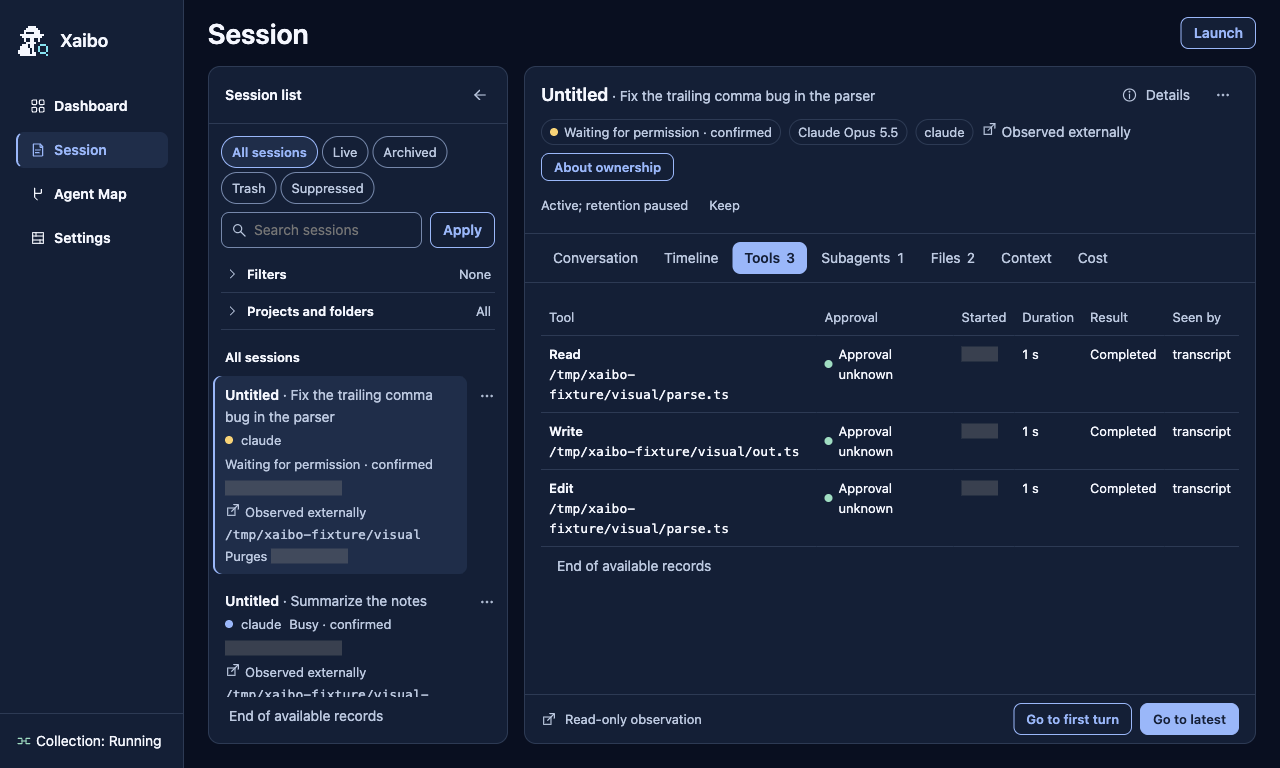 Xaibo
Dashboard
Session
Agent Map
Settings
Collection: Running
Session
Launch
Session list
All sessions
Live
Archived
Trash
Suppressed
Search sessions
Apply
Filters
None
Projects and folders
All
All sessions
Untitled · Fix the trailing comma
bug in the parser
claude
Waiting for permission · confirmed
Observed externally
/tmp/xaibo-fixture/visual
Purges
Untitled · Summarize the notes
claude Busy · confirmed
Observed externally
/tmp/xaibo-fixture/visual-
End of available records
Untitled · Fix the trailing comma bug in the parser
Details
Waiting for permission · confirmed
Claude Opus 5.5
claude
Observed externally
About ownership
Active; retention paused
Keep
Conversation
Timeline
Tools 3
Subagents 1
Files 2
Context
Cost
Tool Approval Started Duration Result Seen by
Read
/tmp/xaibo-
fixture/visual/parse.ts
Approval
unknown
1 s
Completed
transcript
Write
/tmp/xaibo-fixture/visual/out.ts
Approval
unknown
1 s
Completed
transcript
Edit
/tmp/xaibo-
fixture/visual/parse.ts
Approval
unknown
1 s
Completed
transcript
End of available records
Read-only observation
Go to first turn
Go to latest